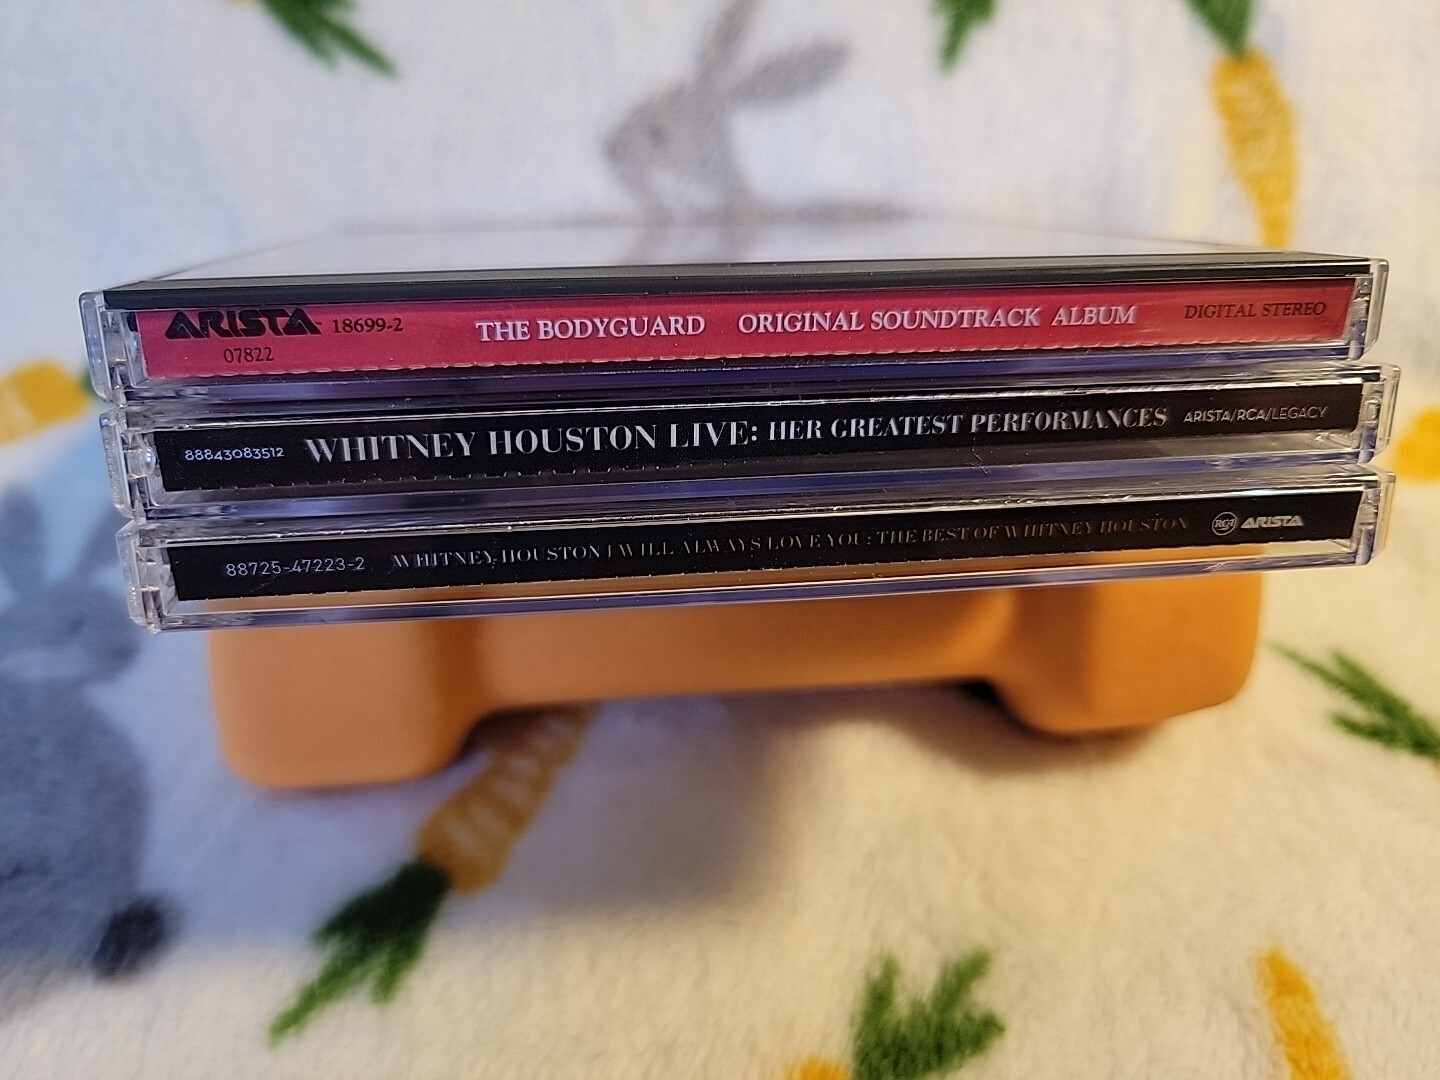 ARISTA 18699-2 THE BODYGUARD ORIGINAL SOUNDTRACK ALBUM DIGITAL STEREO
07822
88843083512 WHITNEY HOUSTON LIVE: HER GREATEST PERFORMANCES ARISTA/RCA/LEGACY
88725-47223-2 WHITNEY HOUSTON I WILL ALWAYS LOVE YOU: THE BEST OF WHITNEY HOUSTON RCA ARISTA